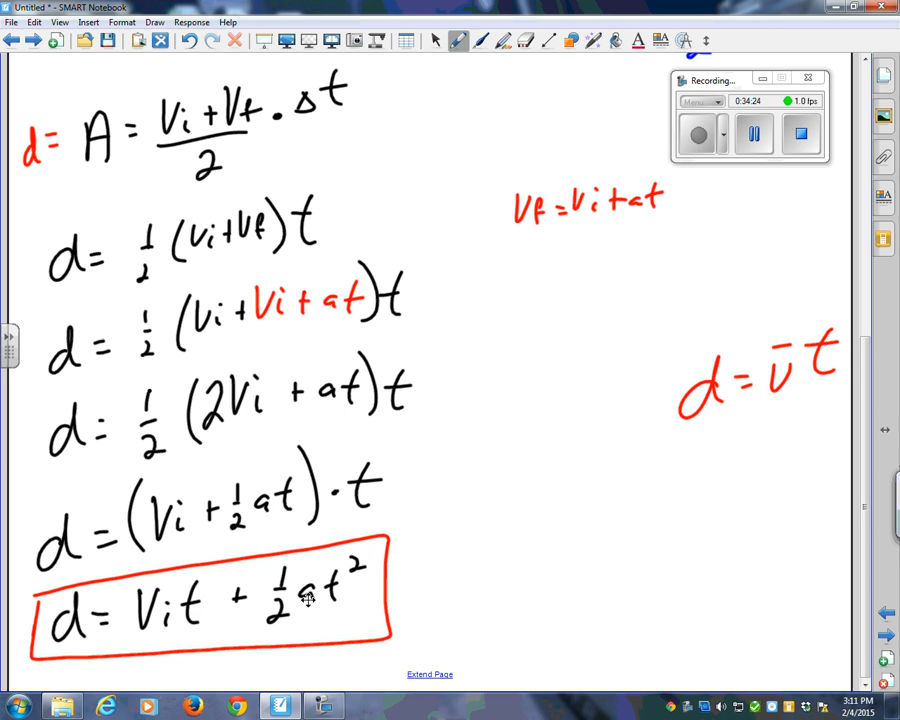 Untitled * - SMART Notebook
File Edit View Insert Format Draw Response Help
Recording...
Menu 0:34:24 1.0 fps
d= A = (Vi + Vf)/2 · Δt
Vf = Vi + at
d = 1/2 (Vi + Vf) t
d = 1/2 (Vi + Vi + at) t
d = v̄ t
d = 1/2 (2Vi + at) t
d = (Vi + 1/2 at) · t
d = Vi t + 1/2 at²
Extend Page
3:11 PM
2/4/2015